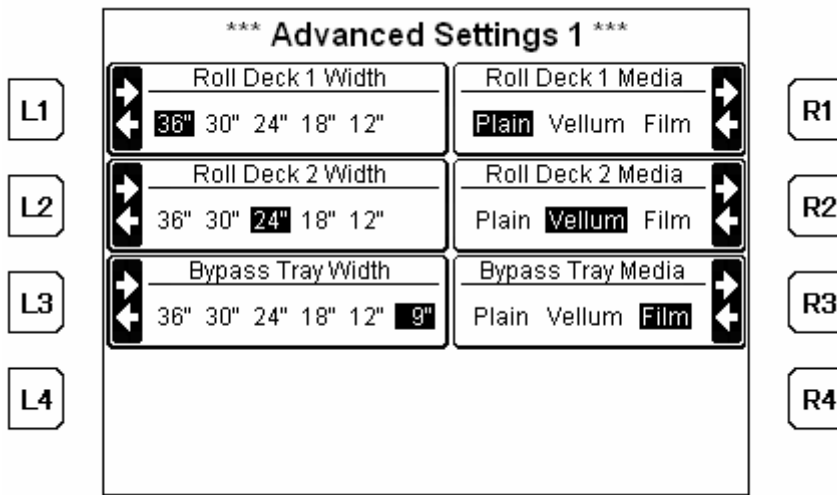 *** Advanced Settings 1 ***
L1
Roll Deck 1 Width
36" 30" 24" 18" 12"
Roll Deck 1 Media
Plain Vellum Film
R1
L2
Roll Deck 2 Width
36" 30" 24" 18" 12"
Roll Deck 2 Media
Plain Vellum Film
R2
L3
Bypass Tray Width
36" 30" 24" 18" 12" 9"
Bypass Tray Media
Plain Vellum Film
R3
L4
R4